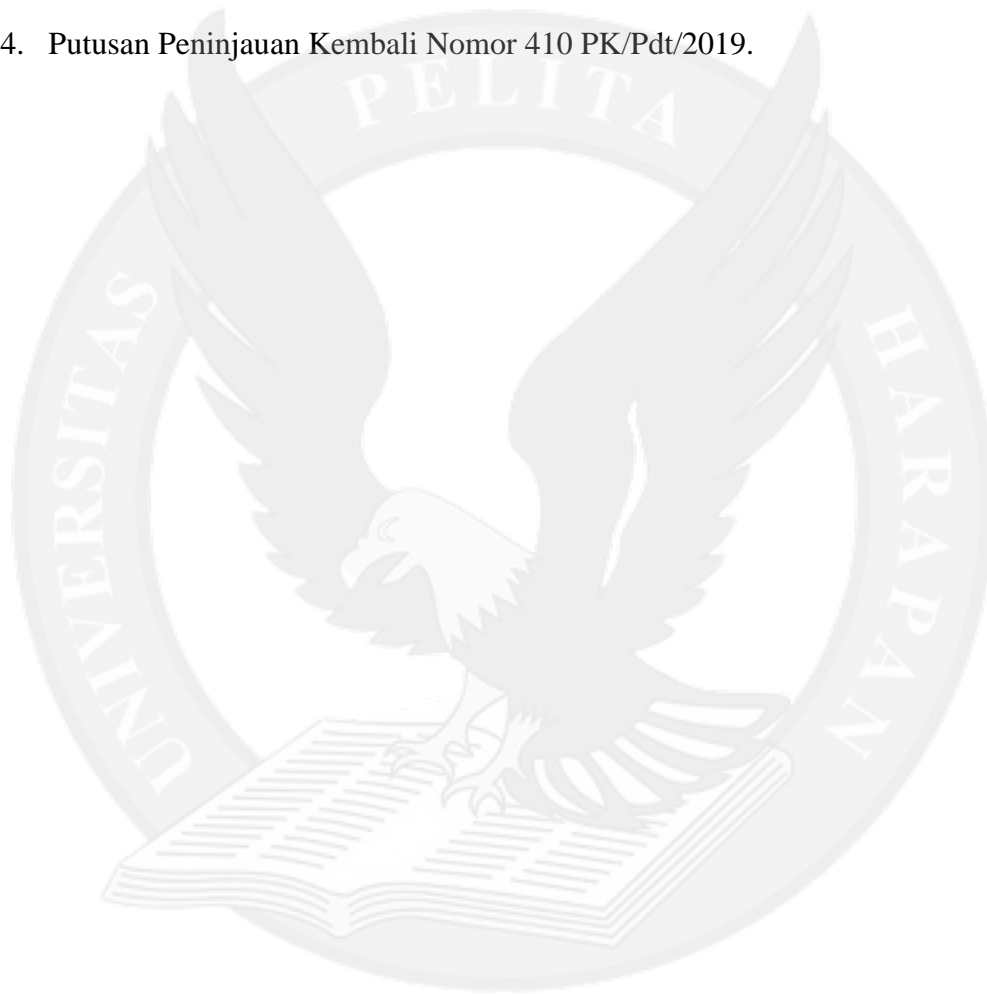 4. Putusan Peninjauan Kembali Nomor 410 PK/Pdt/2019.
UNIVERSITAS PELITA HARAPAN